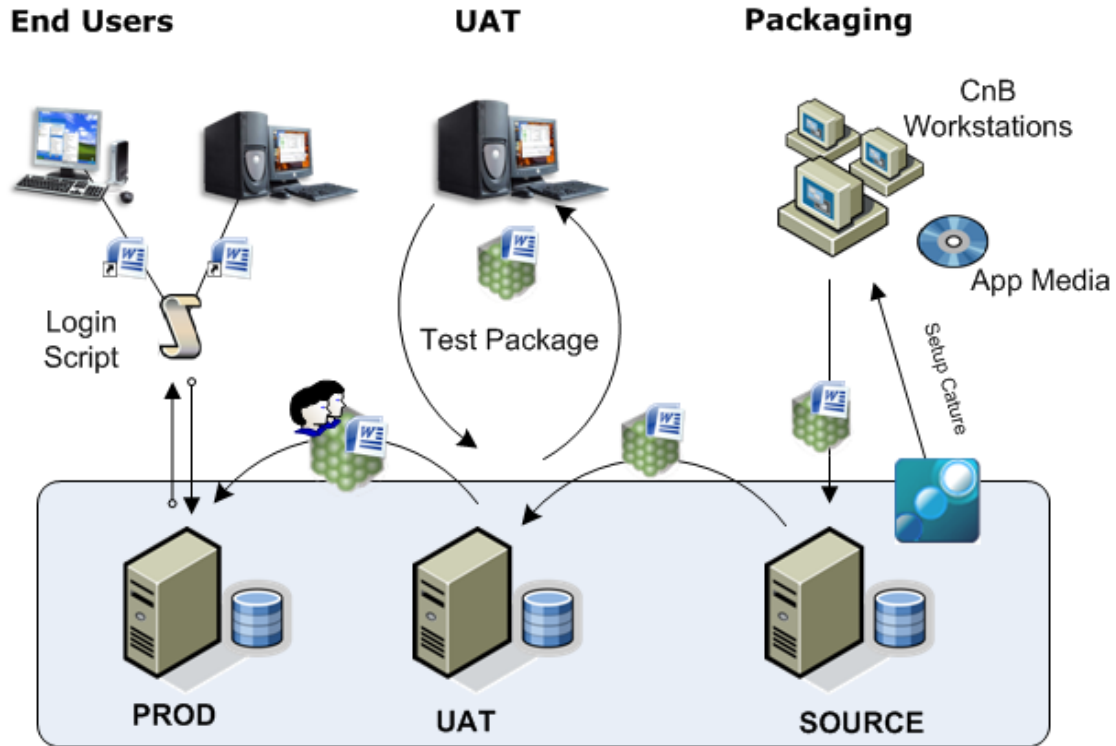 End Users
UAT
Packaging
CnB
Workstations
App Media
Login
Script
Test Package
Setup Cature
PROD
UAT
SOURCE